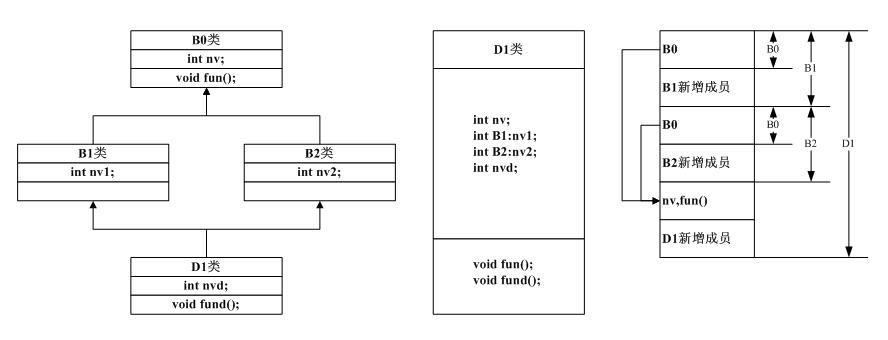 B0类
int nv;
void fun();
B1类
int nv1;
B2类
int nv2;
D1类
int nvd;
void fund();
D1类
int nv;
int B1:nv1;
int B2:nv2;
int nvd;
void fun();
void fund();
B0
B1新增成员
B0
B2新增成员
nv,fun()
D1新增成员
B0
B1
B0
B2
D1